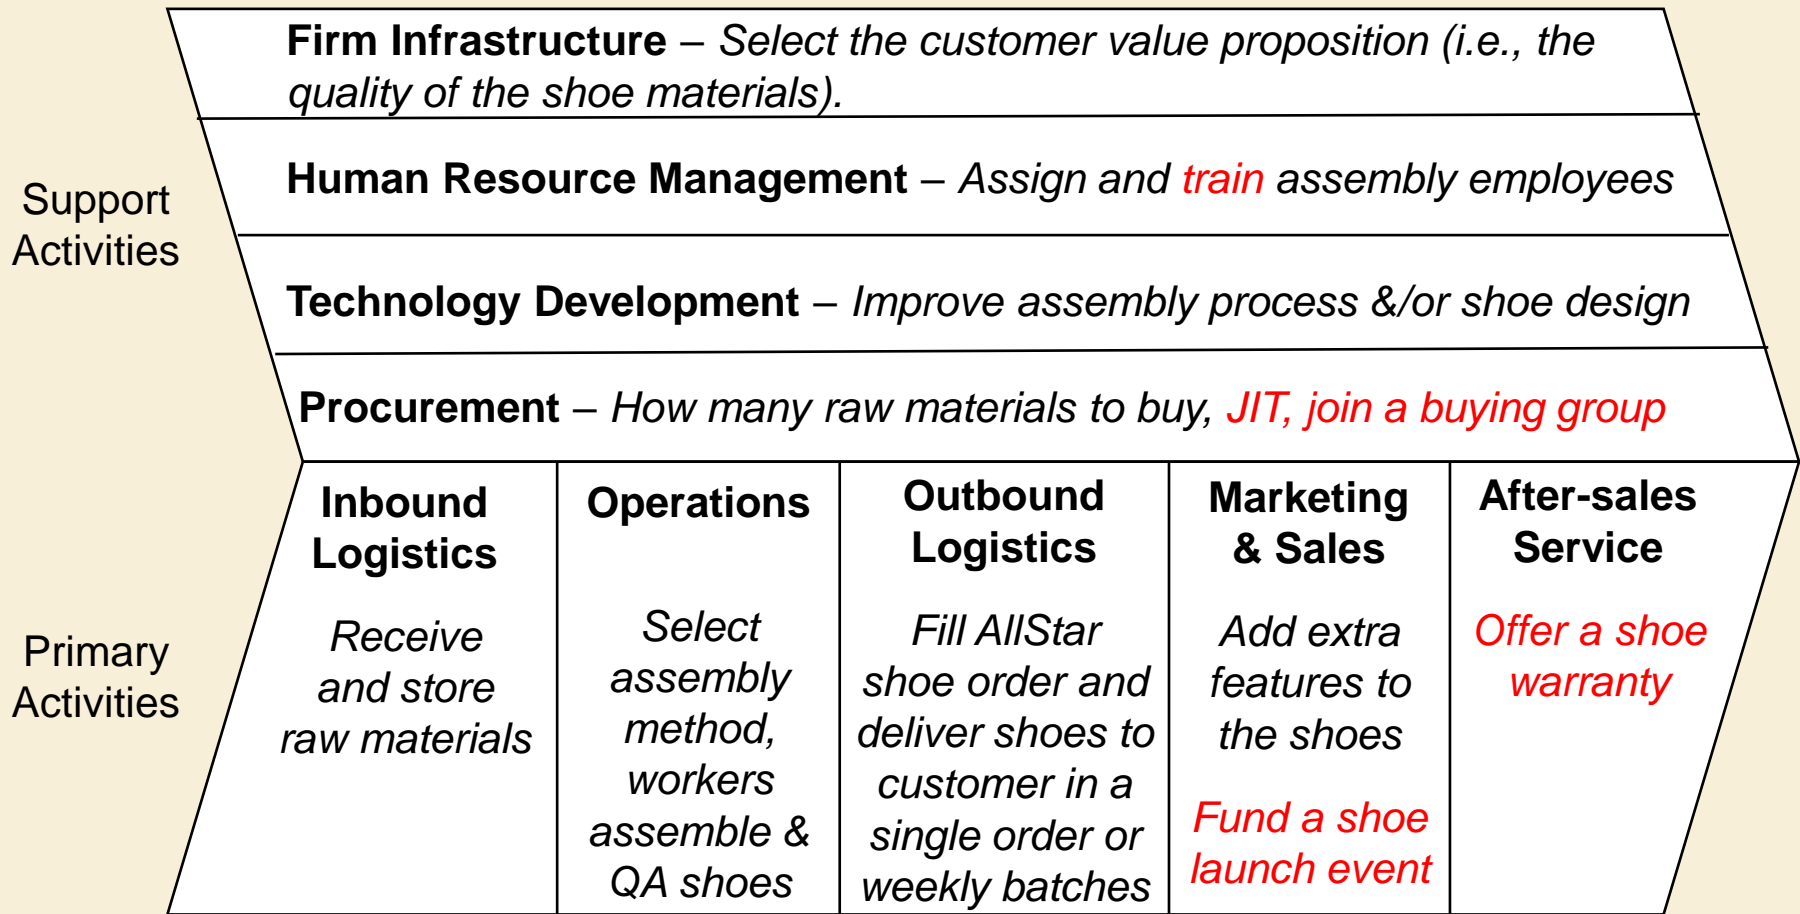 Support
Activities
Firm Infrastructure – Select the customer value proposition (i.e., the
quality of the shoe materials).
Human Resource Management – Assign and train assembly employees
Technology Development – Improve assembly process &/or shoe design
Procurement – How many raw materials to buy, JIT, join a buying group
Primary
Activities
Inbound
Logistics
Receive
and store
raw materials
Operations
Select
assembly
method,
workers
assemble &
QA shoes
Outbound
Logistics
Fill AllStar
shoe order and
deliver shoes to
customer in a
single order or
weekly batches
Marketing
& Sales
Add extra
features to
the shoes
Fund a shoe
launch event
After-sales
Service
Offer a shoe
warranty